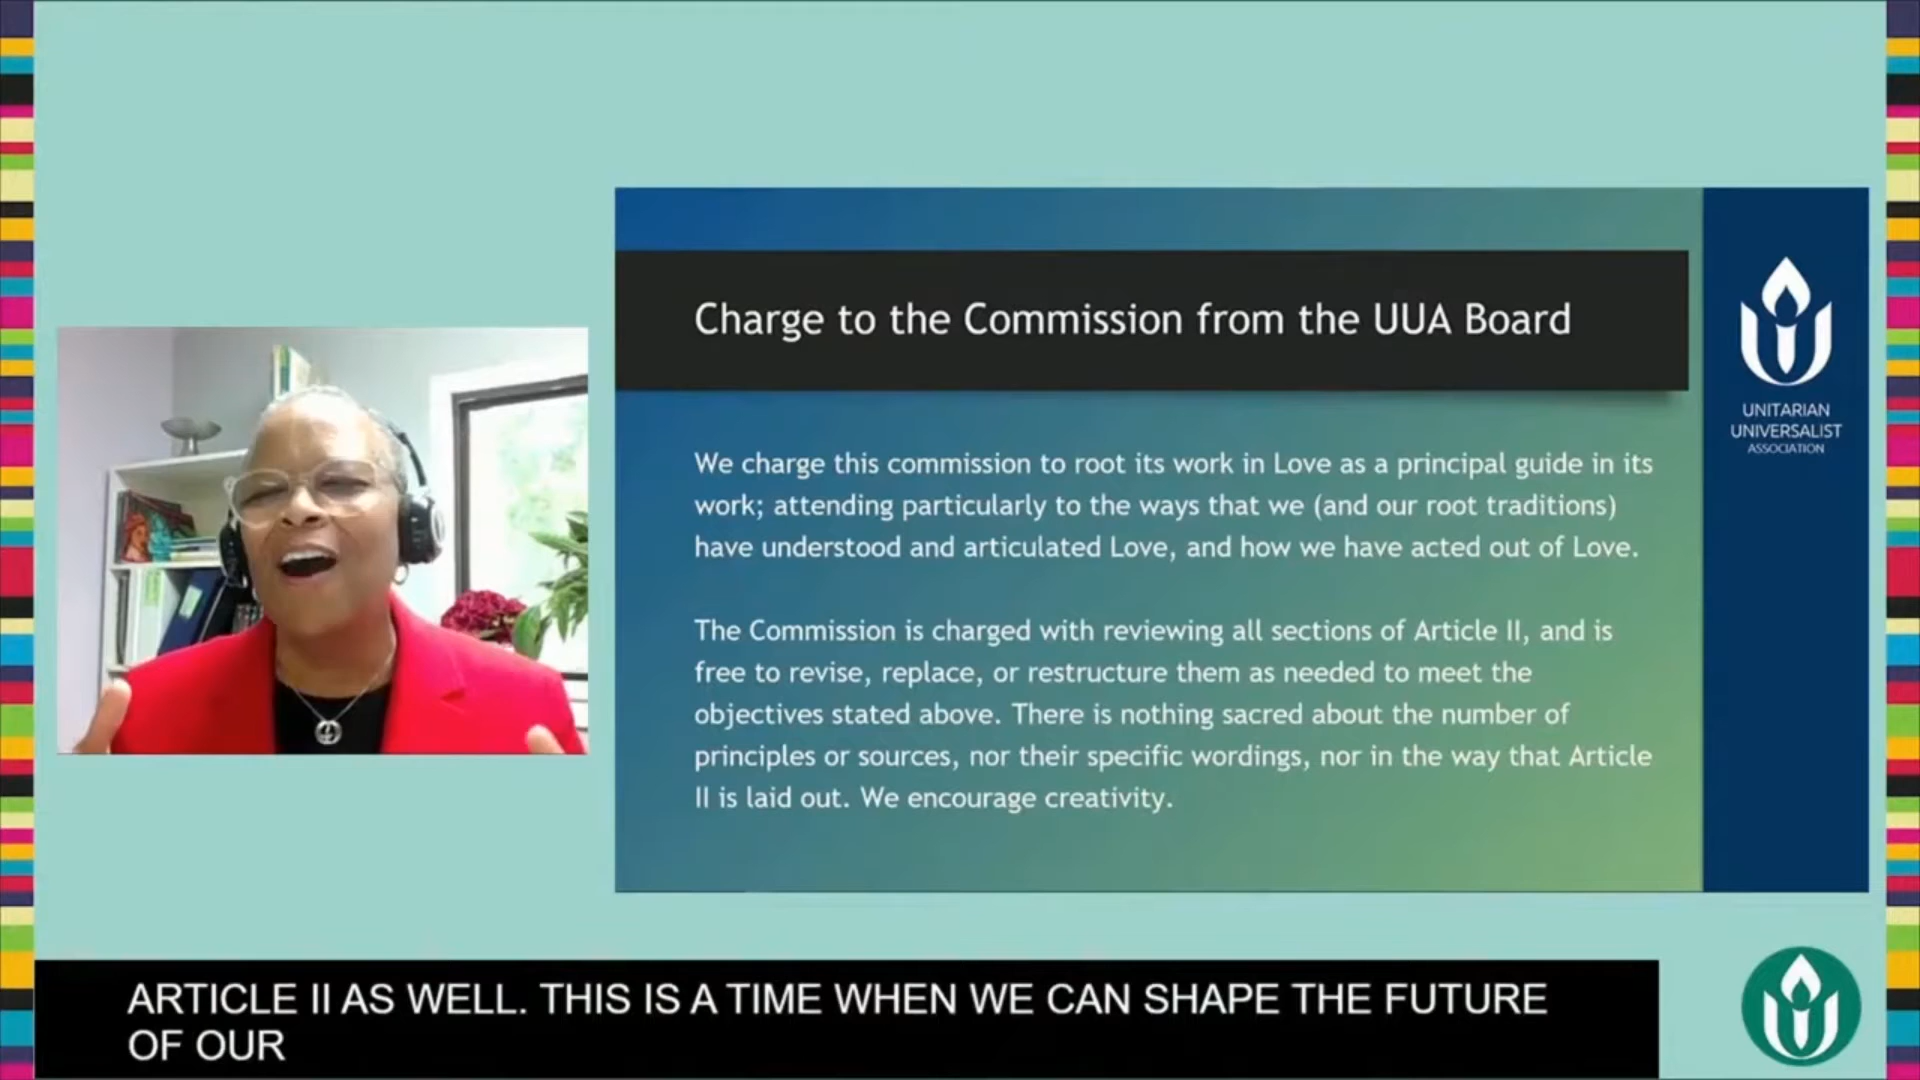 Charge to the Commission from the UUA Board
We charge this commission to root its work in Love as a principal guide in its
work; attending particularly to the ways that we (and our root traditions)
have understood and articulated Love, and how we have acted out of Love.
The Commission is charged with reviewing all sections of Article II, and is
free to revise, replace, or restructure them as needed to meet the
objectives stated above. There is nothing sacred about the number of
principles or sources, nor their specific wordings, nor in the way that Article
II is laid out. We encourage creativity.
UNITARIAN
UNIVERSALIST
ASSOCIATION
ARTICLE II AS WELL. THIS IS A TIME WHEN WE CAN SHAPE THE FUTURE
OF OUR